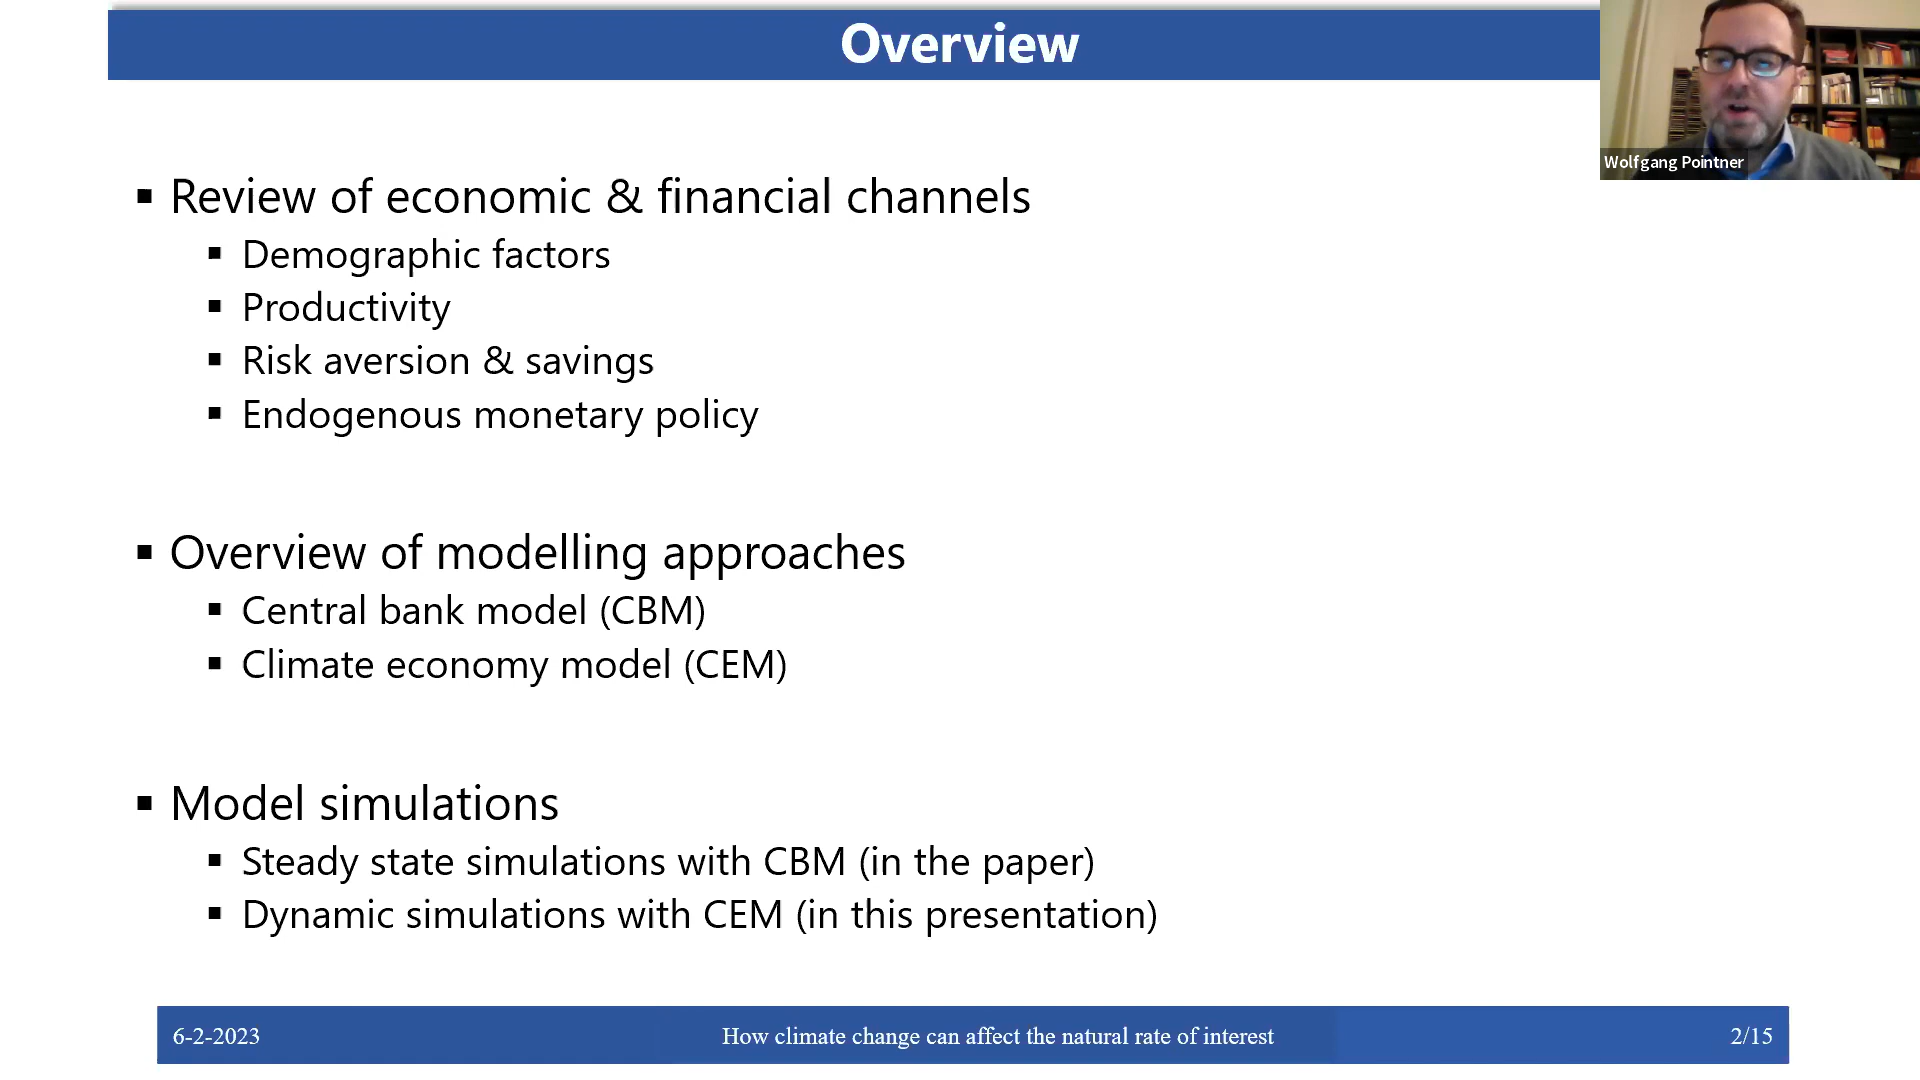 Overview
Wolfgang Pointner
▪ Review of economic & financial channels
▪ Demographic factors
▪ Productivity
▪ Risk aversion & savings
▪ Endogenous monetary policy
▪ Overview of modelling approaches
▪ Central bank model (CBM)
▪ Climate economy model (CEM)
▪ Model simulations
▪ Steady state simulations with CBM (in the paper)
▪ Dynamic simulations with CEM (in this presentation)
6-2-2023 How climate change can affect the natural rate of interest 2/15